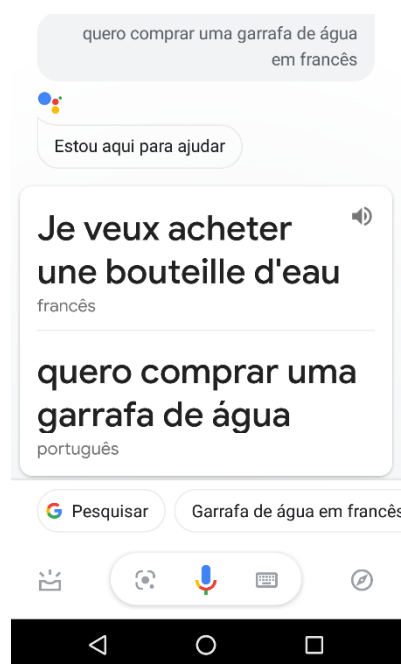 quero comprar uma garrafa de água
em francês
Estou aqui para ajudar
Je veux acheter
une bouteille d'eau
francês
quero comprar uma
garrafa de água
português
Pesquisar
Garrafa de água em francês